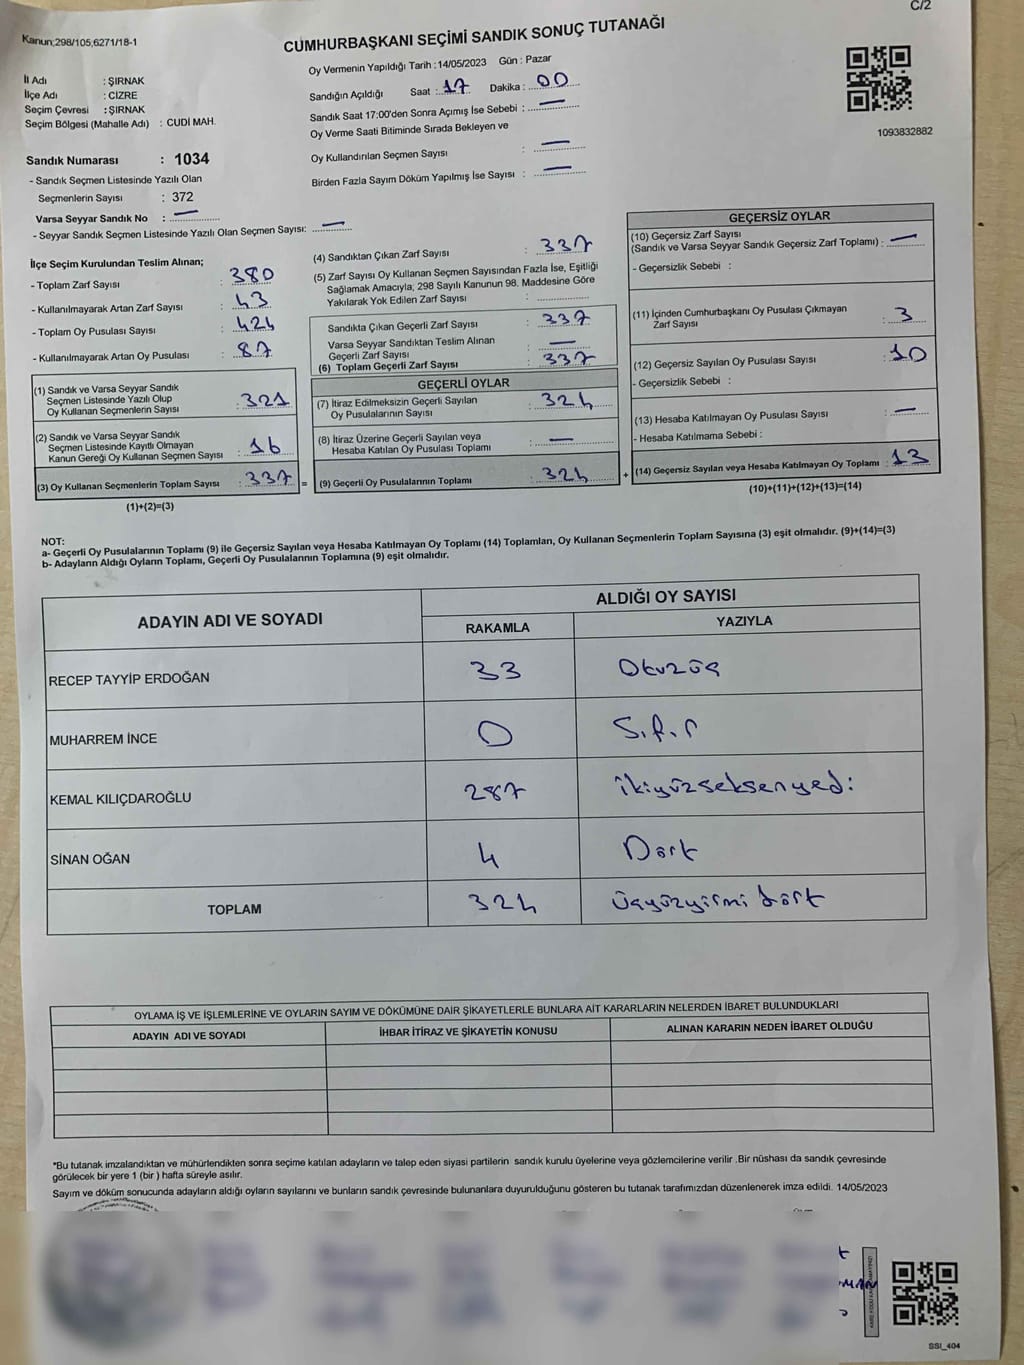 C/2
Kanun;298/105,6271/18-1
CUMHURBAŞKANI SEÇİMİ SANDIK SONUÇ TUTANAĞI
Oy Vermenin Yapıldığı Tarih : 14/05/2023 Gün : Pazar
İl Adı : ŞIRNAK
İlçe Adı : CİZRE
Seçim Çevresi : ŞIRNAK
Seçim Bölgesi (Mahalle Adı) : CUDİ MAH.
Sandık Numarası : 1034
- Sandık Seçmen Listesinde Yazılı Olan
Seçmenlerin Sayısı : 372
Varsa Seyyar Sandık No : —
- Seyyar Sandık Seçmen Listesinde Yazılı Olan Seçmen Sayısı: —
Sandığın Açıldığı Saat : 17 Dakika : 00
Sandık Saat 17:00'den Sonra Açımış İse Sebebi : —
Oy Verme Saati Bitiminde Sırada Bekleyen ve
Oy Kullandırılan Seçmen Sayısı : —
Birden Fazla Sayım Döküm Yapılmış İse Sayısı : —
1093832882
İlçe Seçim Kurulundan Teslim Alınan;
- Toplam Zarf Sayısı : 380
- Kullanılmayarak Artan Zarf Sayısı : 43
- Toplam Oy Pusulası Sayısı : 424
- Kullanılmayarak Artan Oy Pusulası : 87
(1) Sandık ve Varsa Seyyar Sandık
Seçmen Listesinde Yazılı Olup
Oy Kullanan Seçmenlerin Sayısı : 321
(2) Sandık ve Varsa Seyyar Sandık
Seçmen Listesinde Kayıtlı Olmayan
Kanun Gereği Oy Kullanan Seçmen Sayısı : 16
(3) Oy Kullanan Seçmenlerin Toplam Sayısı : 337 =
(1)+(2)=(3)
(4) Sandıktan Çıkan Zarf Sayısı : 337
(5) Zarf Sayısı Oy Kullanan Seçmen Sayısından Fazla İse, Eşitliği
Sağlamak Amacıyla; 298 Sayılı Kanunun 98. Maddesine Göre
Yakılarak Yok Edilen Zarf Sayısı :
Sandıkta Çıkan Geçerli Zarf Sayısı : 337
Varsa Seyyar Sandıktan Teslim Alınan
Geçerli Zarf Sayısı : —
(6) Toplam Geçerli Zarf Sayısı : 337
GEÇERLİ OYLAR
(7) İtiraz Edilmeksizin Geçerli Sayılan
Oy Pusulalarının Sayısı : 324
(8) İtiraz Üzerine Geçerli Sayılan veya
Hesaba Katılan Oy Pusulası Toplamı : —
(9) Geçerli Oy Pusulalarının Toplamı : 324 +
GEÇERSİZ OYLAR
(10) Geçersiz Zarf Sayısı
(Sandık ve Varsa Seyyar Sandık Geçersiz Zarf Toplamı) : —
- Geçersizlik Sebebi :
(11) İçinden Cumhurbaşkanı Oy Pusulası Çıkmayan
Zarf Sayısı : 3
(12) Geçersiz Sayılan Oy Pusulası Sayısı : 10
- Geçersizlik Sebebi :
(13) Hesaba Katılmayan Oy Pusulası Sayısı : —
- Hesaba Katılmama Sebebi :
(14) Geçersiz Sayılan veya Hesaba Katılmayan Oy Toplamı : 13
(10)+(11)+(12)+(13)=(14)
NOT:
a- Geçerli Oy Pusulalarının Toplamı (9) ile Geçersiz Sayılan veya Hesaba Katılmayan Oy Toplamı (14) Toplamları, Oy Kullanan Seçmenlerin Toplam Sayısına (3) eşit olmalıdır. (9)+(14)=(3)
b- Adayların Aldığı Oyların Toplamı, Geçerli Oy Pusulalarının Toplamına (9) eşit olmalıdır.
ADAYIN ADI VE SOYADI ALDIĞI OY SAYISI
RAKAMLA YAZIYLA
RECEP TAYYİP ERDOĞAN 33 Otuzüç
MUHARREM İNCE 0 Sıfır
KEMAL KILIÇDAROĞLU 287 ikiyüzseksenyedi
SİNAN OĞAN 4 Dört
TOPLAM 324 üçyüzyirmi dört
OYLAMA İŞ VE İŞLEMLERİNE VE OYLARIN SAYIM VE DÖKÜMÜNE DAİR ŞİKAYETLERLE BUNLARA AİT KARARLARIN NELERDEN İBARET BULUNDUKLARI
ADAYIN ADI VE SOYADI İHBAR İTİRAZ VE ŞİKAYETİN KONUSU ALINAN KARARIN NEDEN İBARET OLDUĞU
*Bu tutanak imzalandıktan ve mühürlendikten sonra seçime katılan adayların ve talep eden siyasi partilerin sandık kurulu üyelerine veya gözlemcilerine verilir .Bir nüshası da sandık çevresinde
görülecek bir yere 1 (bir ) hafta süreyle asılır.
Sayım ve döküm sonucunda adayların aldığı oyların sayılarını ve bunların sandık çevresinde bulunanlara duyurulduğunu gösteren bu tutanak tarafımızdan düzenlenerek imza edildi. 14/05/2023
SSI_404